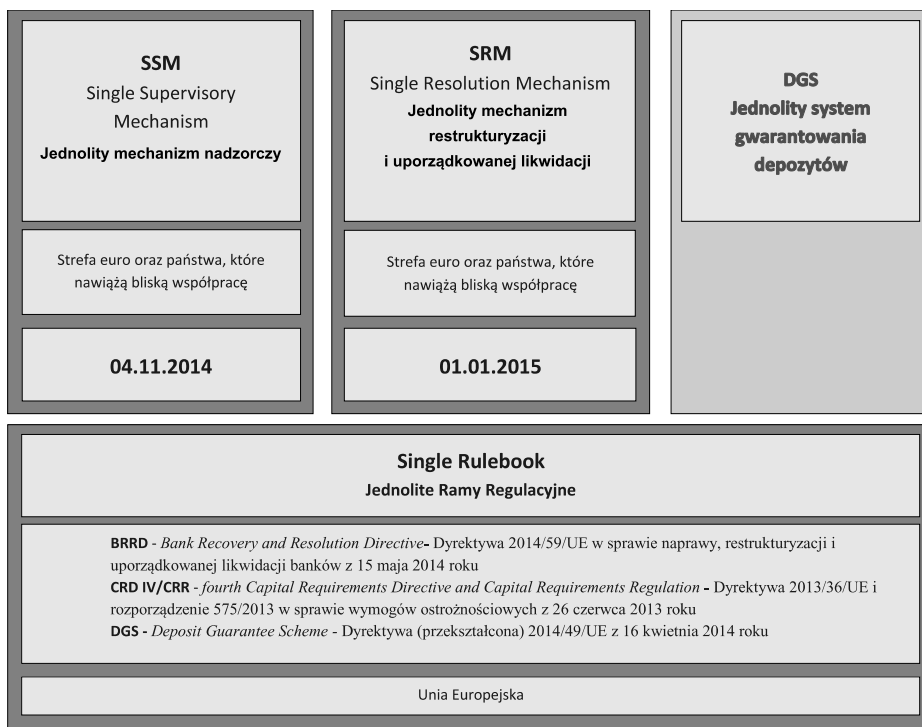 SSM
Single Supervisory
Mechanism
Jednolity mechanizm nadzorczy
Strefa euro oraz państwa, które
nawiążą bliską współpracę
04.11.2014
SRM
Single Resolution Mechanism
Jednolity mechanizm
restrukturyzacji
i uporządkowanej likwidacji
Strefa euro oraz państwa, które
nawiążą bliską współpracę
01.01.2015
DGS
Jednolity system
gwarantowania
depozytów
Single Rulebook
Jednolite Ramy Regulacyjne
BRRD - Bank Recovery and Resolution Directive- Dyrektywa 2014/59/UE w sprawie naprawy, restrukturyzacji i
uporządkowanej likwidacji banków z 15 maja 2014 roku
CRD IV/CRR - fourth Capital Requirements Directive and Capital Requirements Regulation - Dyrektywa 2013/36/UE i
rozporządzenie 575/2013 w sprawie wymogów ostrożnościowych z 26 czerwca 2013 roku
DGS - Deposit Guarantee Scheme - Dyrektywa (przekształcona) 2014/49/UE z 16 kwietnia 2014 roku
Unia Europejska